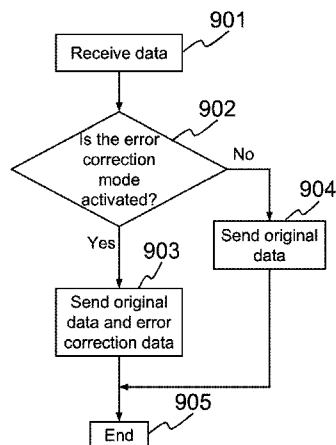 901
Receive data
902
Is the error
correction
mode
activated?
No
904
Send original
data
Yes
903
Send original
data and error
correction data
905
End